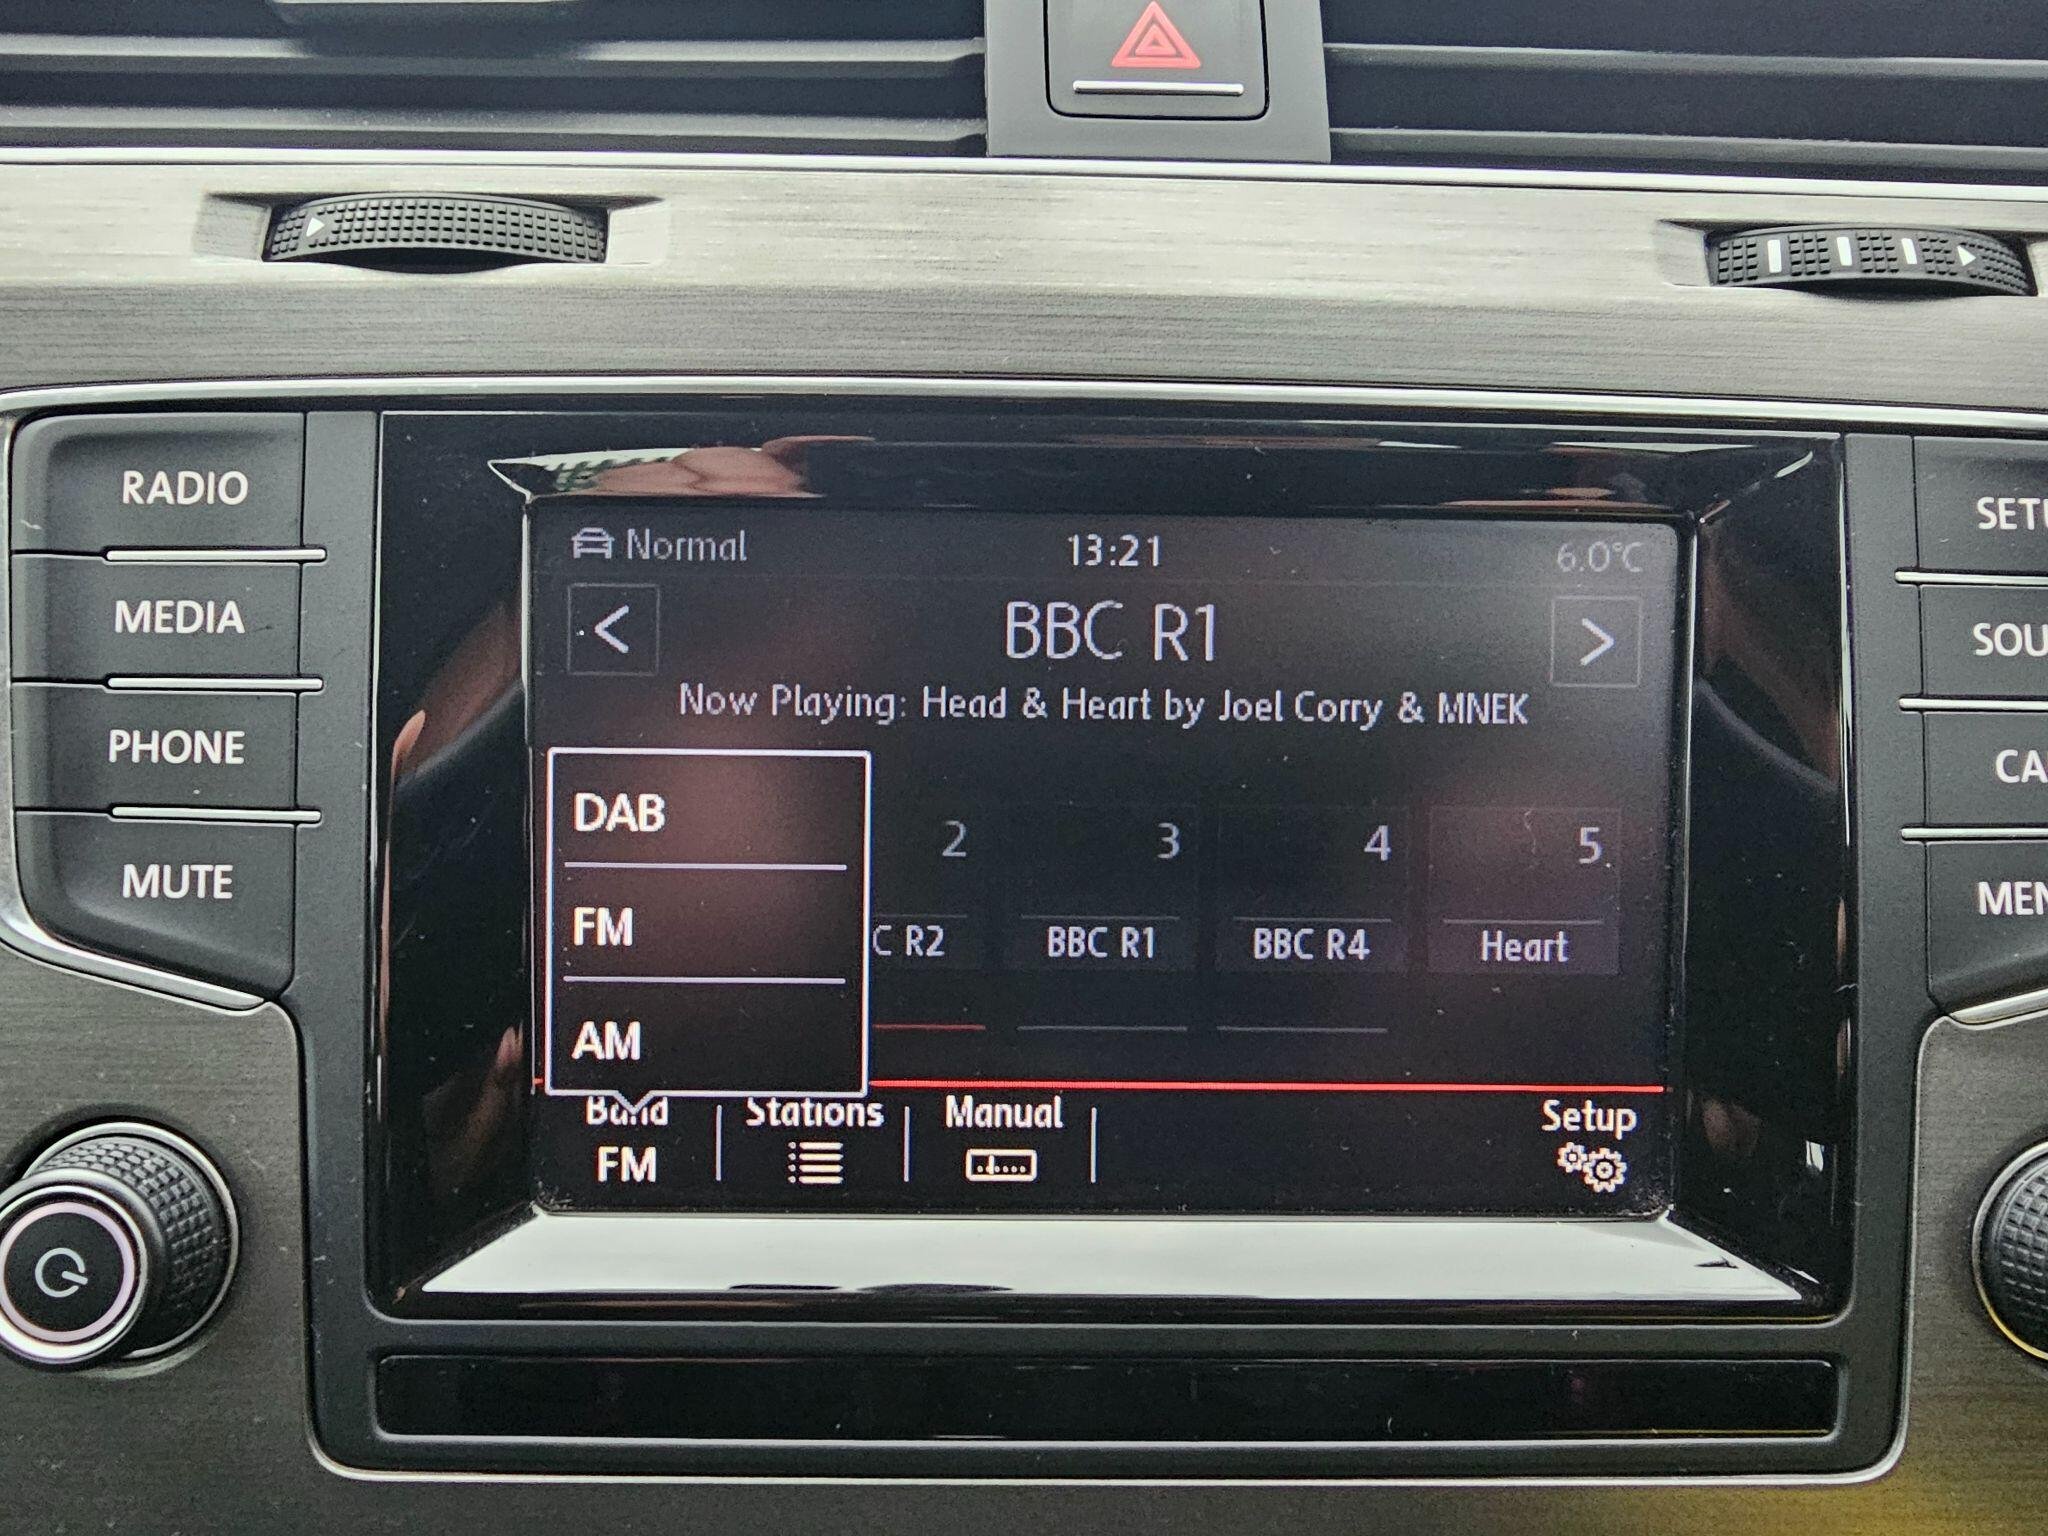 RADIO
MEDIA
PHONE
MUTE
Normal
13:21
6.0°C
BBC R1
Now Playing: Head & Heart by Joel Corry & MNEK
DAB
FM
AM
2
3
4
5
C R2
BBC R1
BBC R4
Heart
Band
Stations
Manual
Setup
FM
SETU
SOU
CA
MEN